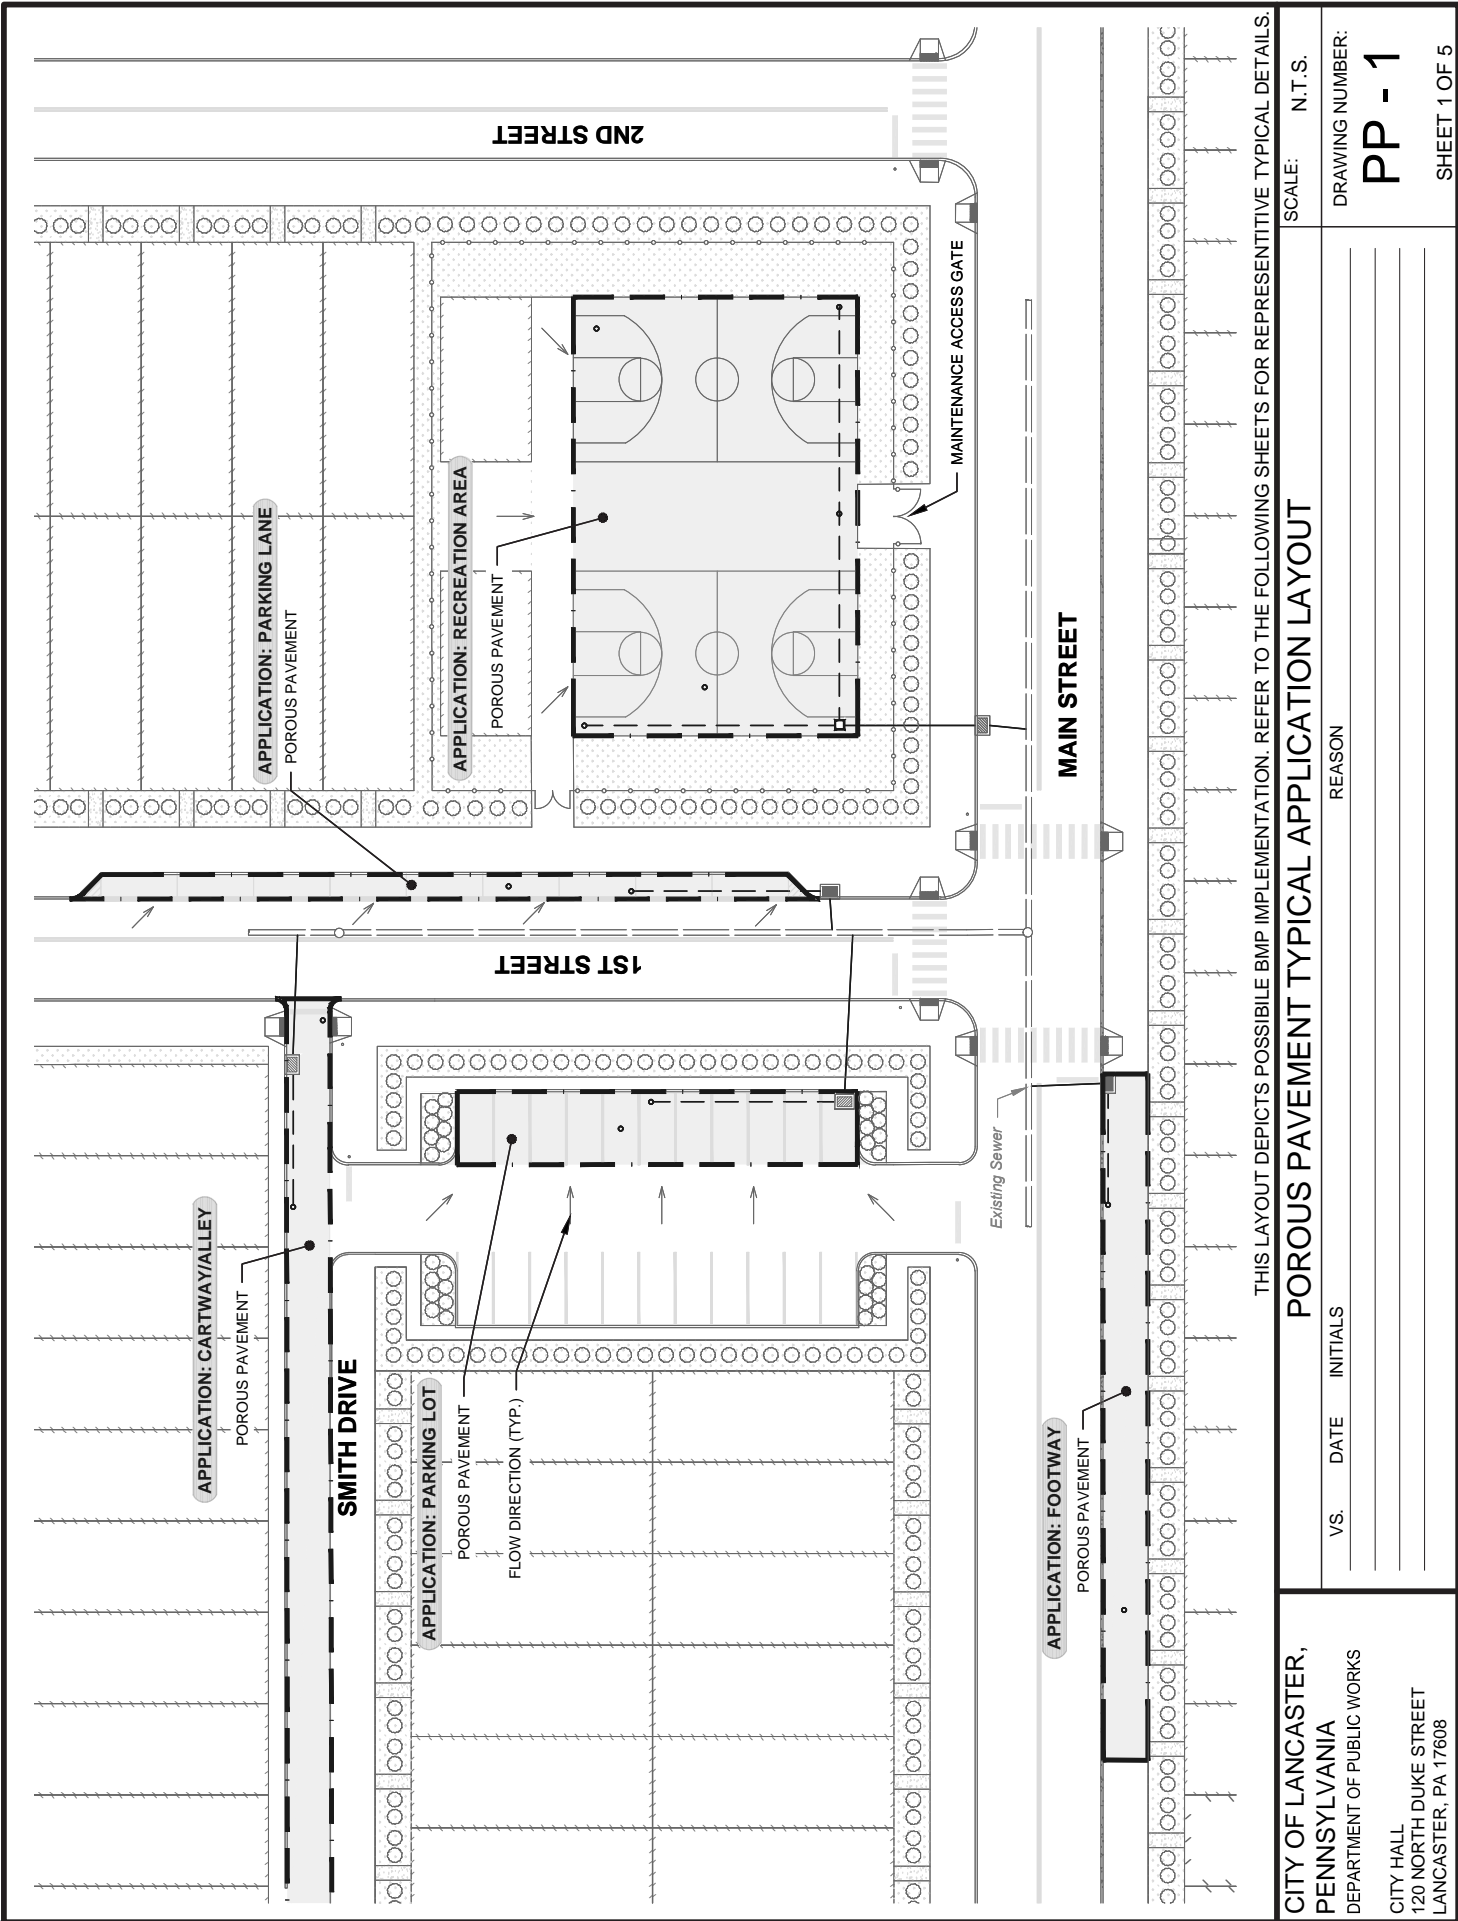 2ND STREET
APPLICATION: PARKING LANE
POROUS PAVEMENT
APPLICATION: RECREATION AREA
POROUS PAVEMENT
MAINTENANCE ACCESS GATE
1ST STREET
MAIN STREET
APPLICATION: CARTWAY/ALLEY
POROUS PAVEMENT
SMITH DRIVE
APPLICATION: PARKING LOT
POROUS PAVEMENT
FLOW DIRECTION (TYP.)
Existing Sewer
APPLICATION: FOOTWAY
POROUS PAVEMENT
THIS LAYOUT DEPICTS POSSIBILE BMP IMPLEMENTATION. REFER TO THE FOLLOWING SHEETS FOR REPRESENTITIVE TYPICAL DETAILS.
CITY OF LANCASTER,
PENNSYLVANIA
DEPARTMENT OF PUBLIC WORKS
CITY HALL
120 NORTH DUKE STREET
LANCASTER, PA 17608
POROUS PAVEMENT TYPICAL APPLICATION LAYOUT
VS. DATE INITIALS REASON
SCALE: N.T.S.
DRAWING NUMBER:
PP - 1
SHEET 1 OF 5